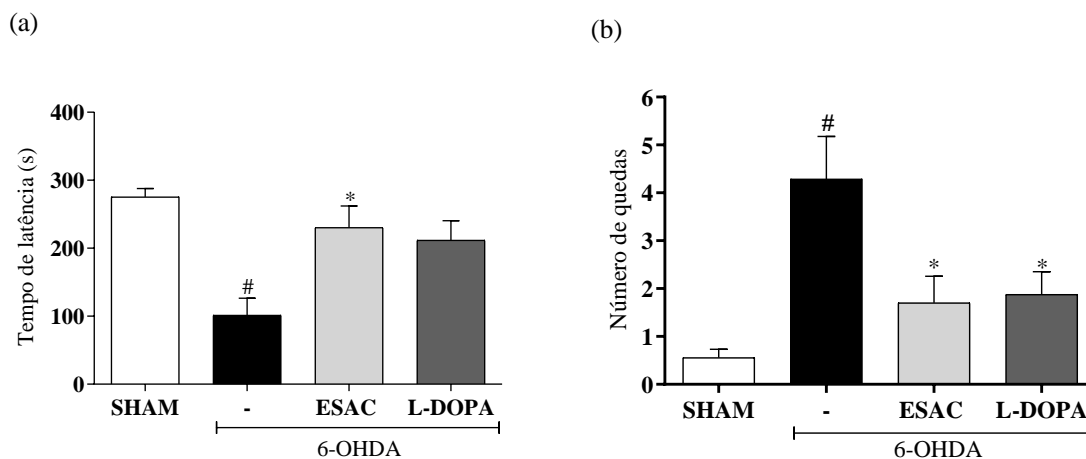 (a)
Tempo de latência (s)
400
300
200
100
0
#
*
SHAM - ESAC L-DOPA
6-OHDA
(b)
Número de quedas
6
5
4
3
2
1
0
#
* *
SHAM - ESAC L-DOPA
6-OHDA